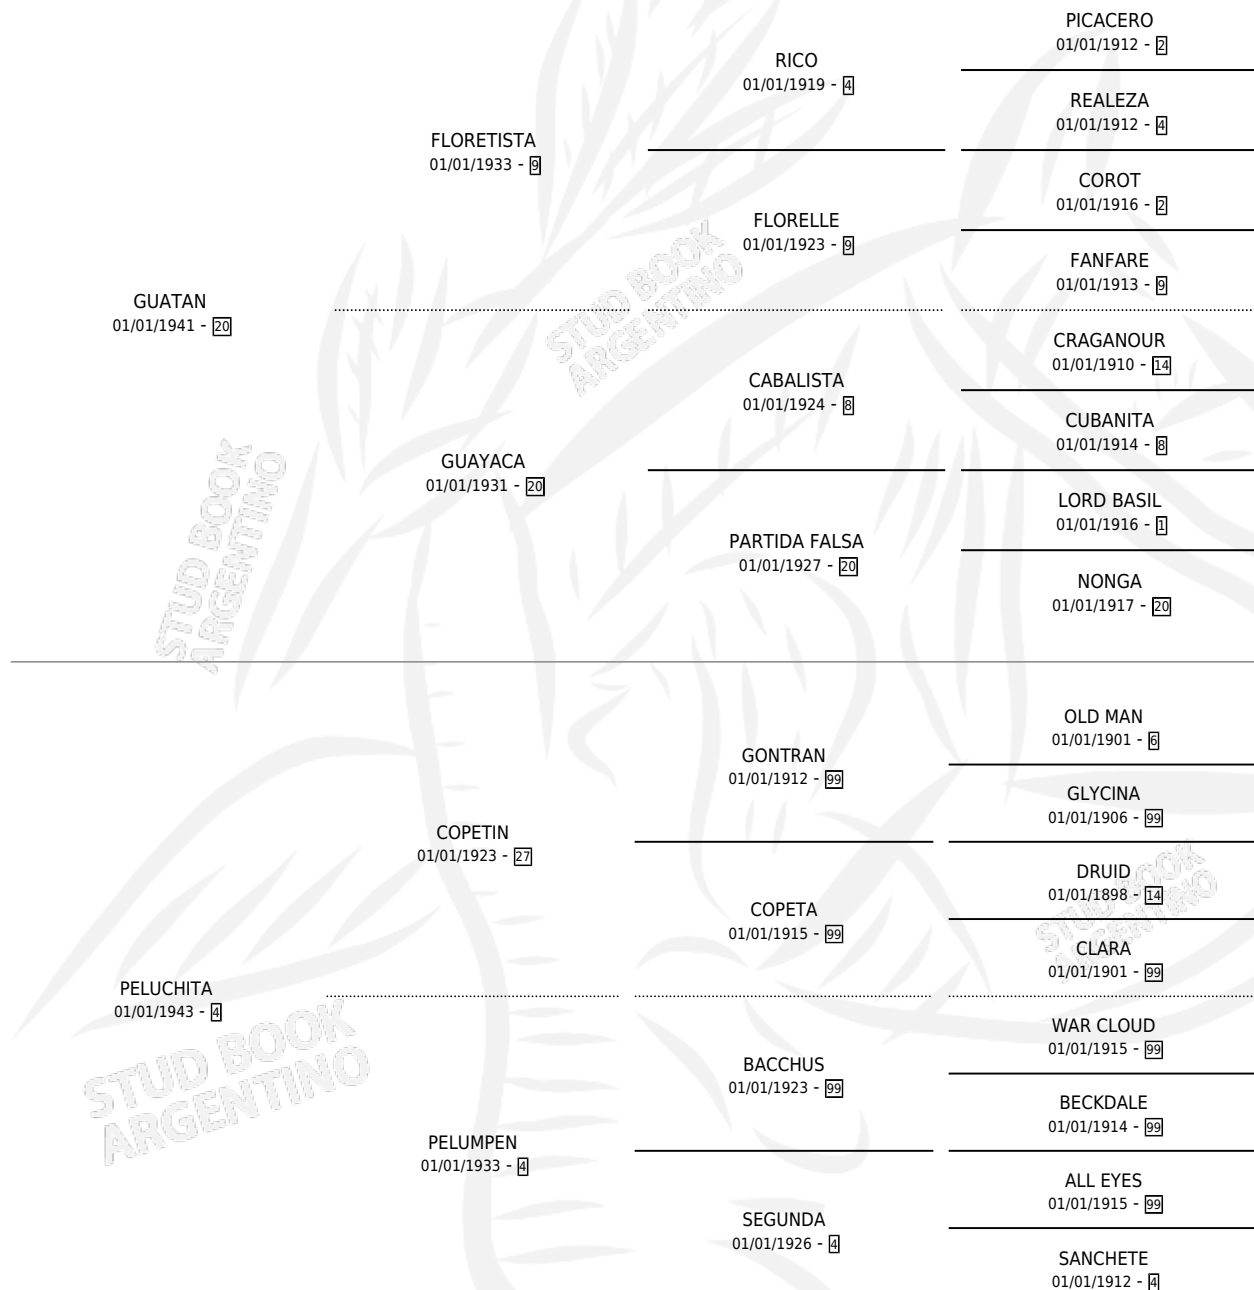 PICACERO
01/01/1912 - 2
RICO
01/01/1919 - 4
REALEZA
01/01/1912 - 4
FLORETISTA
01/01/1933 - 9
COROT
01/01/1916 - 2
FLORELLE
01/01/1923 - 9
FANFARE
01/01/1913 - 9
GUATAN
01/01/1941 - 20
STUD BOOK
ARGENTINO
CRAGANOUR
01/01/1910 - 14
CABALISTA
01/01/1924 - 8
CUBANITA
01/01/1914 - 8
GUAYACA
01/01/1931 - 20
LORD BASIL
01/01/1916 - 1
PARTIDA FALSA
01/01/1927 - 20
NONGA
01/01/1917 - 20
STUD BOOK
ARGENTINO
OLD MAN
01/01/1901 - 6
GONTRAN
01/01/1912 - 99
GLYCINA
01/01/1906 - 99
COPETIN
01/01/1923 - 27
DRUID
01/01/1898 - 14
COPETA
01/01/1915 - 99
STUD BOOK
ARGENTINO
CLARA
01/01/1901 - 99
PELUCHITA
01/01/1943 - 4
WAR CLOUD
01/01/1915 - 99
BACCHUS
01/01/1923 - 99
STUD BOOK
ARGENTINO
BECKDALE
01/01/1914 - 99
PELUMPEN
01/01/1933 - 4
ALL EYES
01/01/1915 - 99
SEGUNDA
01/01/1926 - 4
SANCHETE
01/01/1912 - 4